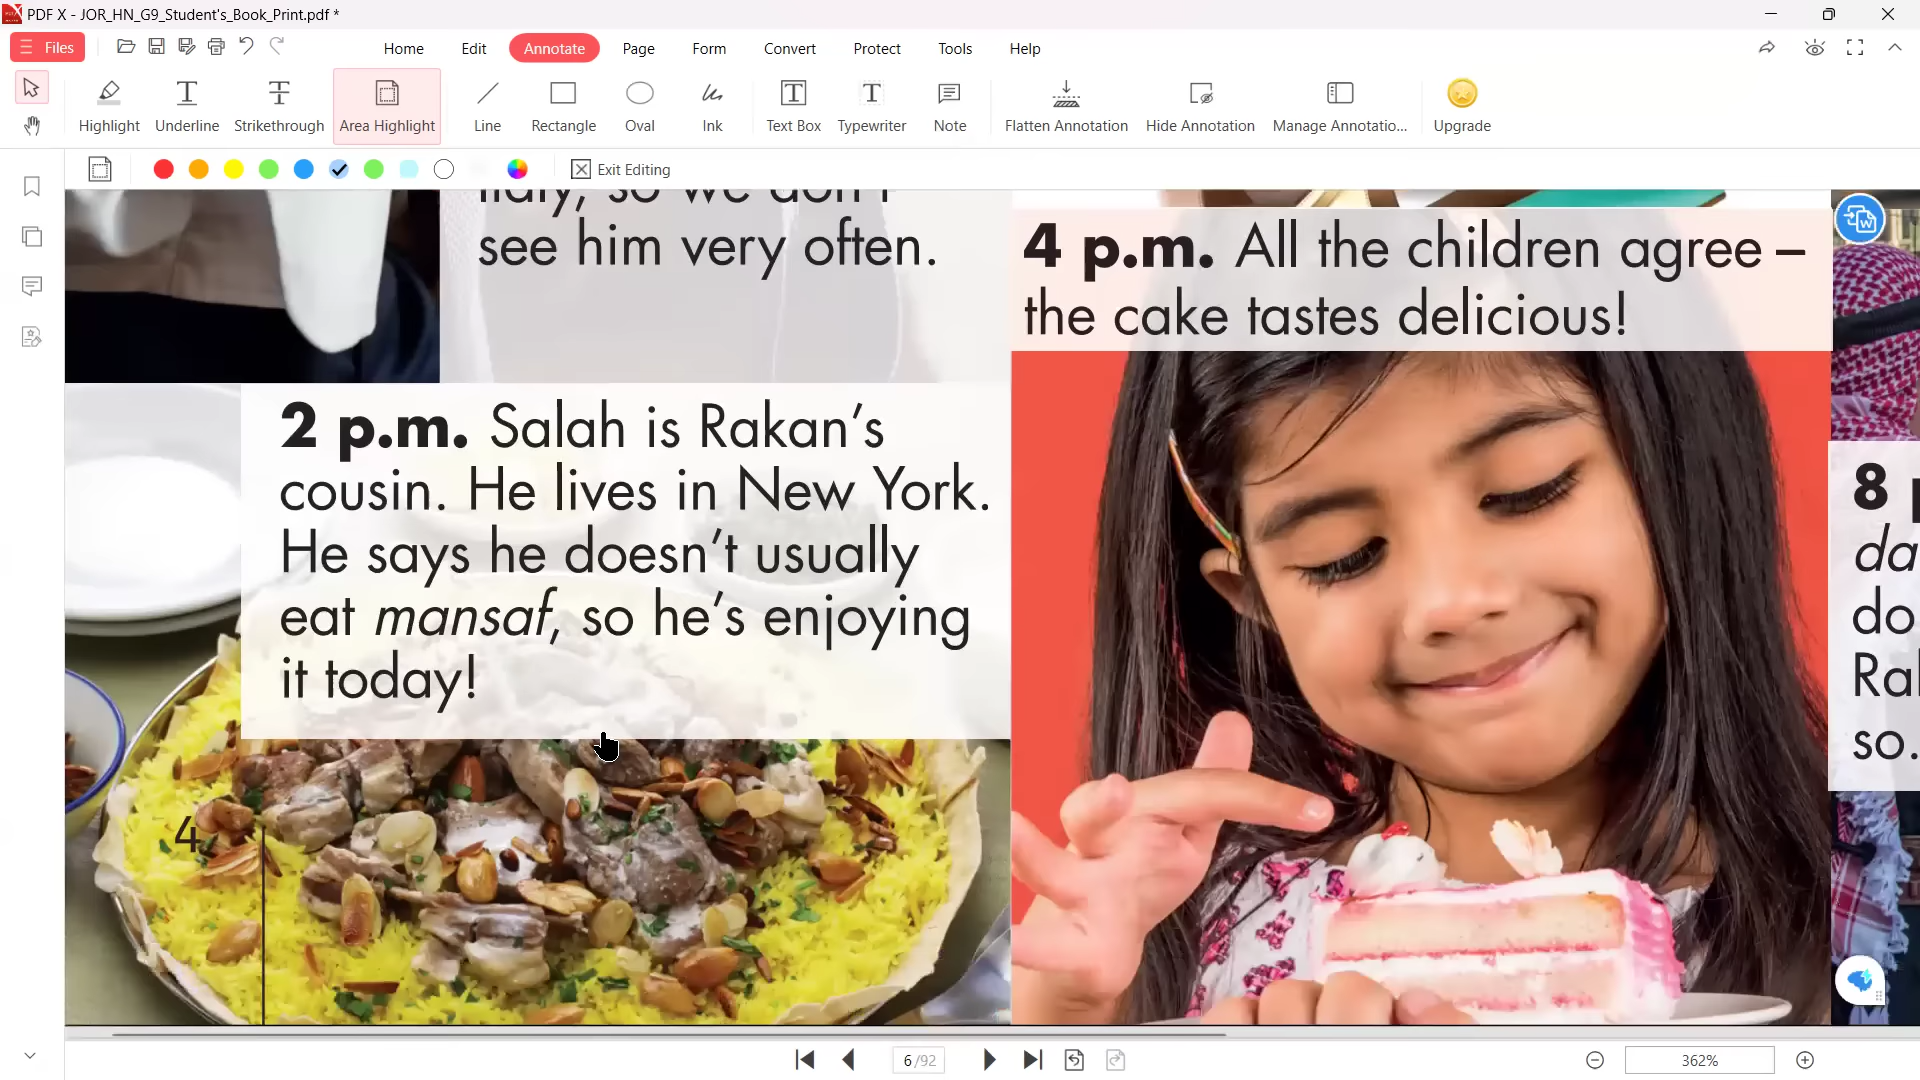 PDF X - JOR_HN_G9_Student's_Book_Print.pdf *
Files
Home Edit Annotate Page Form Convert Protect Tools Help
Highlight Underline Strikethrough Area Highlight Line Rectangle Oval Ink Text Box Typewriter Note Flatten Annotation Hide Annotation Manage Annotatio... Upgrade
Exit Editing
Italy, so we don't
see him very often.
2 p.m. Salah is Rakan's
cousin. He lives in New York.
He says he doesn't usually
eat mansaf, so he's enjoying
it today!
4
4 p.m. All the children agree –
the cake tastes delicious!
8
da
do
Ra
so.
6 /92
362%